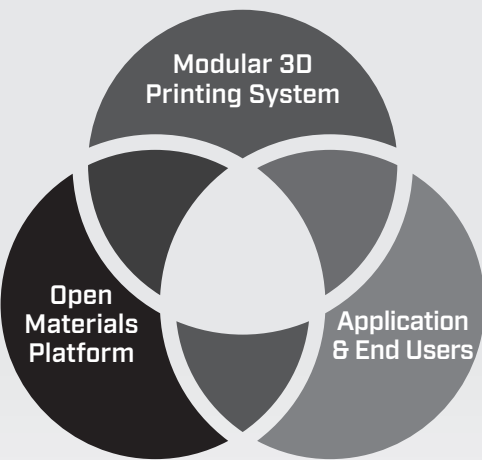 Modular 3D
Printing System
Open
Materials
Platform
Application
& End Users